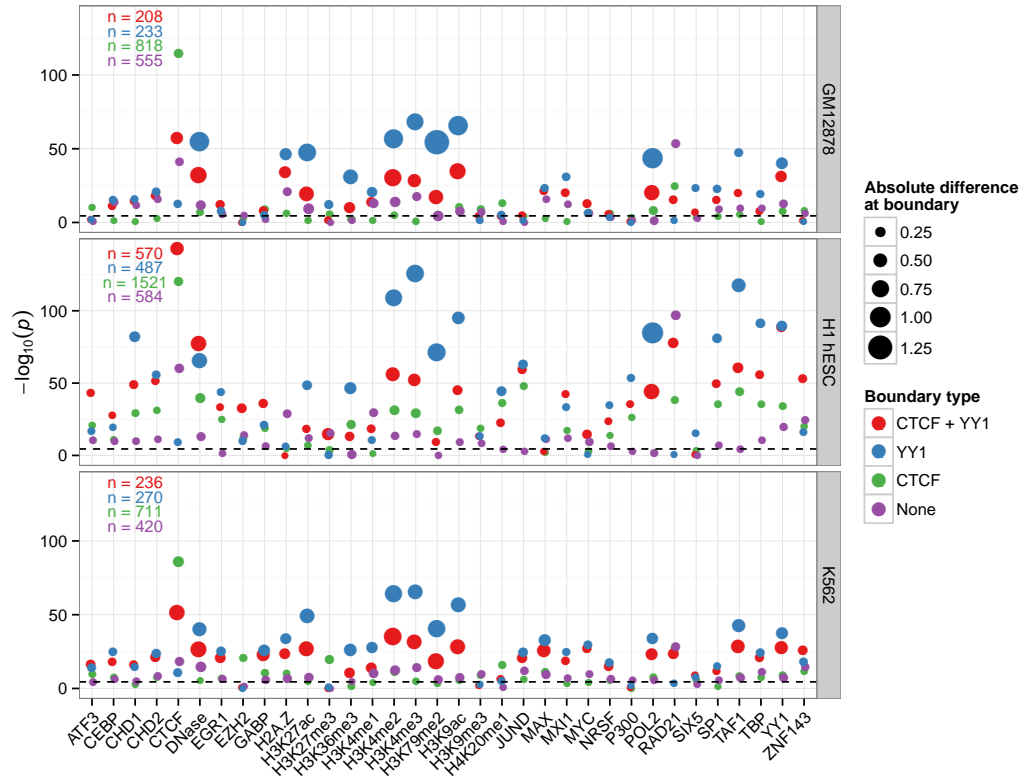 n = 208
n = 233
n = 818
n = 555
100
50
0
GM12878
n = 570
n = 487
n = 1521
n = 584
100
50
0
H1 hESC
n = 236
n = 270
n = 711
n = 420
100
50
0
K562
−log10(p)
ATF3
CEBP
CHD1
CHD2
CTCF
DNase
EGR1
EZH2
GABP
H2A.Z
H3K27ac
H3K27me3
H3K36me3
H3K4me1
H3K4me2
H3K4me3
H3K79me2
H3K9ac
H3K9me3
H4K20me1
JUND
MAX
MXI1
MYC
NRSF
P300
POL2
RAD21
SIX5
SP1
TAF1
TBP
YY1
ZNF143
Absolute difference
at boundary
0.25
0.50
0.75
1.00
1.25
Boundary type
CTCF + YY1
YY1
CTCF
None